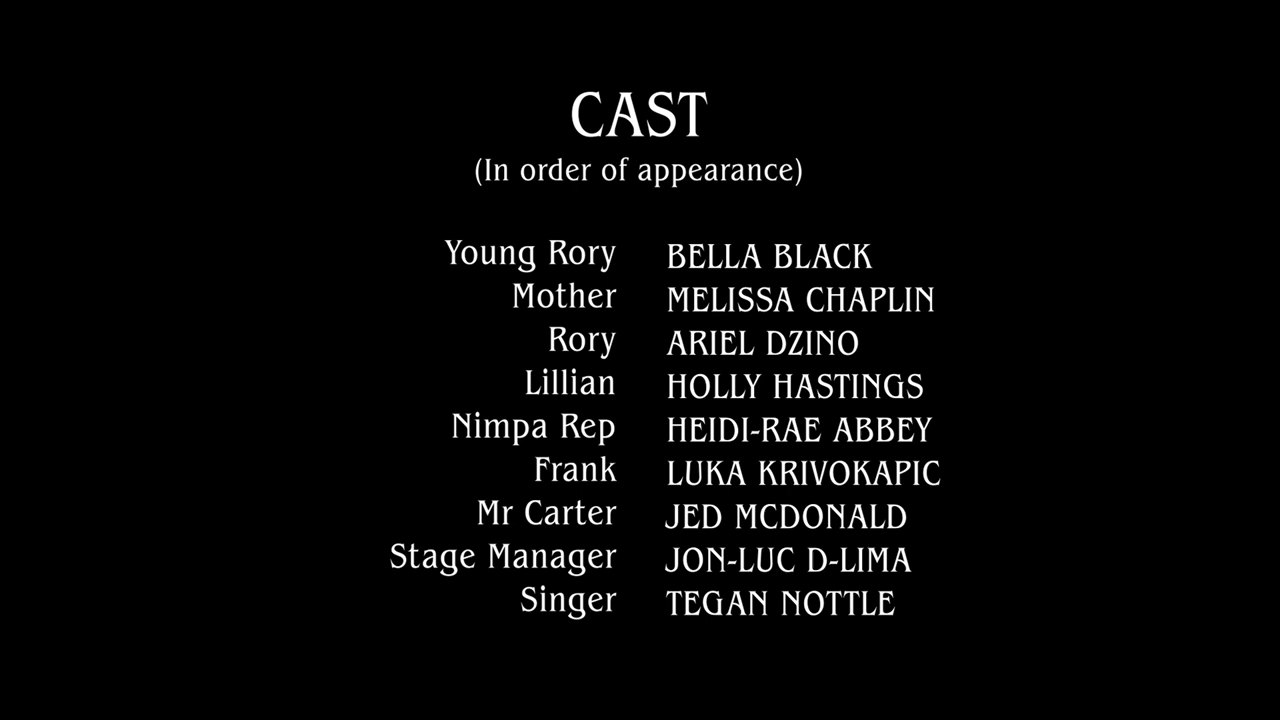 CAST
(In order of appearance)
Young Rory BELLA BLACK
Mother MELISSA CHAPLIN
Rory ARIEL DZINO
Lillian HOLLY HASTINGS
Nimpa Rep HEIDI-RAE ABBEY
Frank LUKA KRIVOKAPIC
Mr Carter JED MCDONALD
Stage Manager JON-LUC D-LIMA
Singer TEGAN NOTTLE